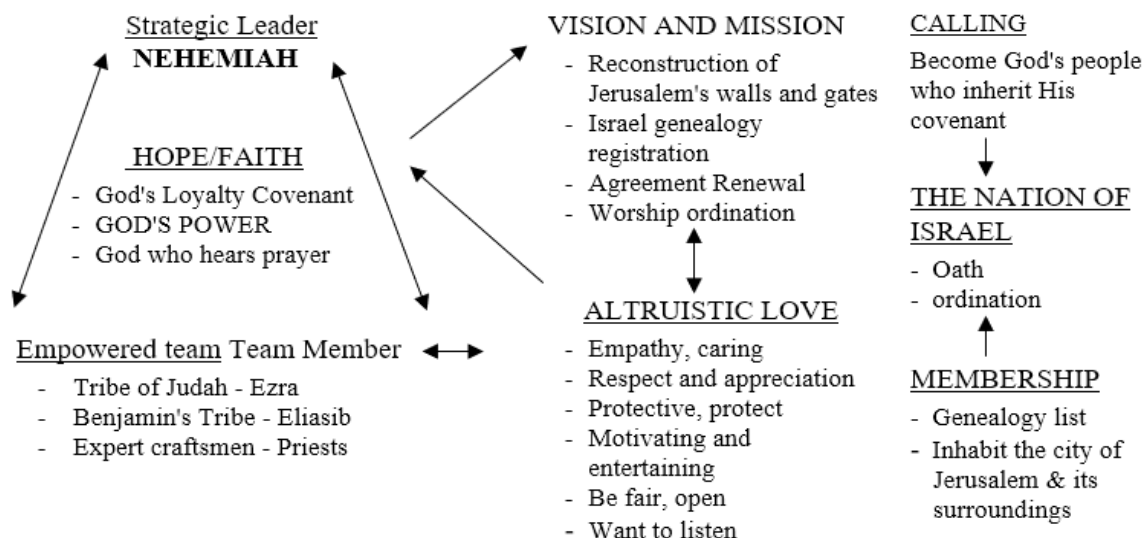 Strategic Leader
NEHEMIAH
HOPE/FAITH
- God's Loyalty Covenant
- GOD'S POWER
- God who hears prayer
Empowered team Team Member
- Tribe of Judah - Ezra
- Benjamin's Tribe - Eliasib
- Expert craftsmen - Priests
VISION AND MISSION
- Reconstruction of
Jerusalem's walls and gates
- Israel genealogy
registration
- Agreement Renewal
- Worship ordination
ALTRUISTIC LOVE
- Empathy, caring
- Respect and appreciation
- Protective, protect
- Motivating and
entertaining
- Be fair, open
- Want to listen
CALLING
Become God's people
who inherit His
covenant
THE NATION OF
ISRAEL
- Oath
- ordination
MEMBERSHIP
- Genealogy list
- Inhabit the city of
Jerusalem & its
surroundings